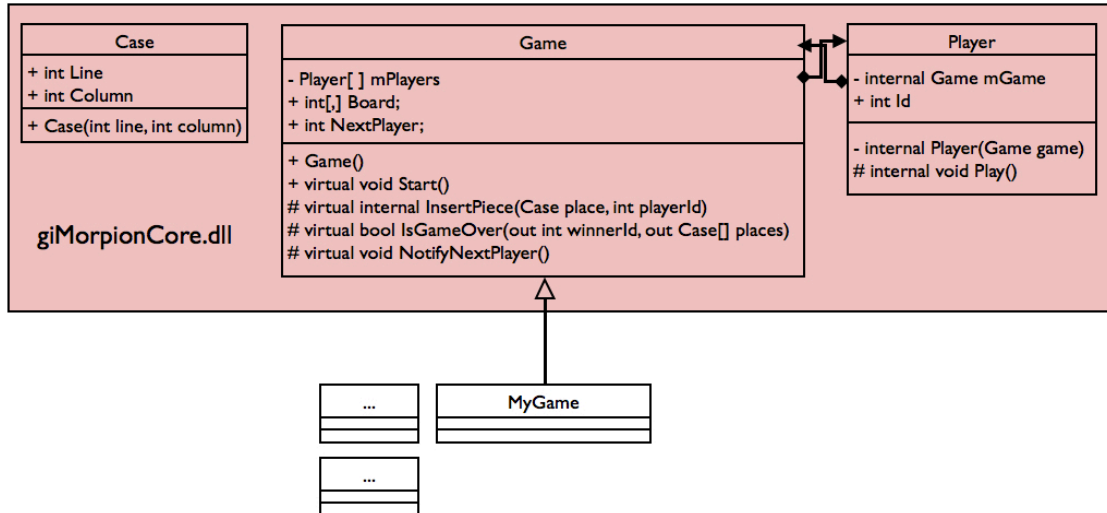 Case
+ int Line
+ int Column
+ Case(int line, int column)
Game
- Player[ ] mPlayers
+ int[,] Board;
+ int NextPlayer;
+ Game()
+ virtual void Start()
# virtual internal InsertPiece(Case place, int playerId)
# virtual bool IsGameOver(out int winnerId, out Case[] places)
# virtual void NotifyNextPlayer()
Player
- internal Game mGame
+ int Id
- internal Player(Game game)
# internal void Play()
giMorpionCore.dll
...
MyGame
...